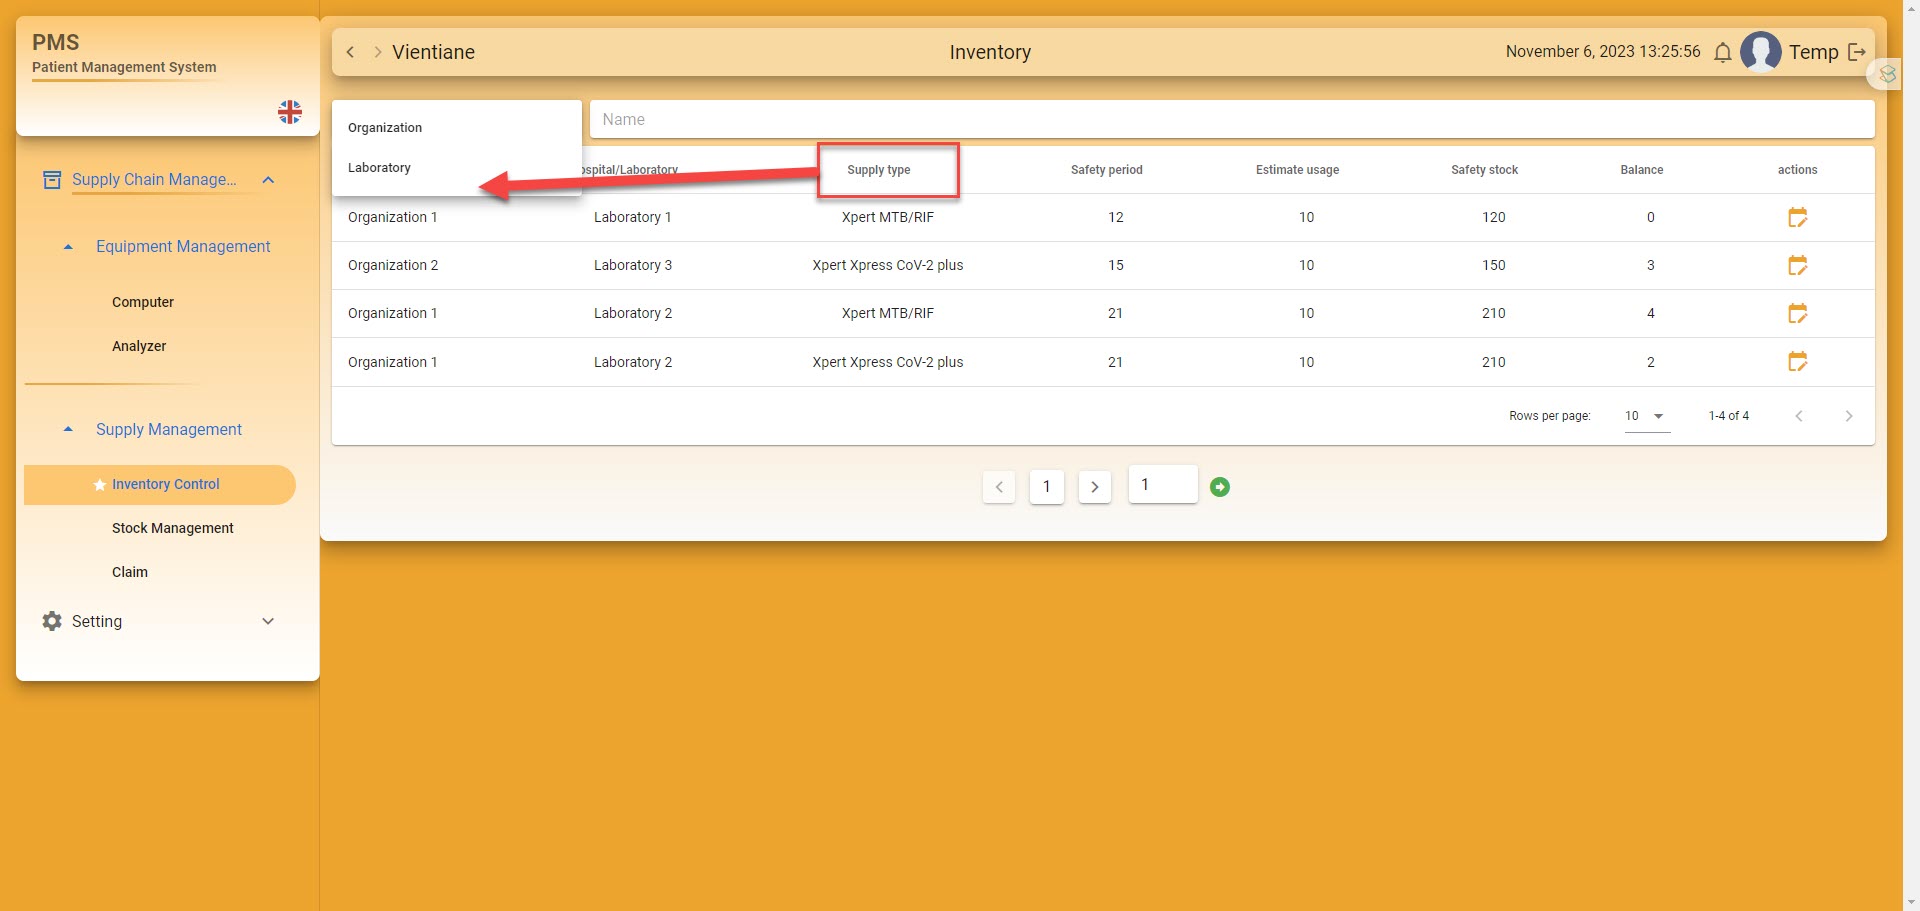 PMS
Patient Management System
Supply Chain Manage...
Equipment Management
Computer
Analyzer
Supply Management
Inventory Control
Stock Management
Claim
Setting
Vientiane
Inventory
November 6, 2023 13:25:56
Temp
Organization
Laboratory
Name
ospital/Laboratory Supply type Safety period Estimate usage Safety stock Balance actions
Organization 1 Laboratory 1 Xpert MTB/RIF 12 10 120 0
Organization 2 Laboratory 3 Xpert Xpress CoV-2 plus 15 10 150 3
Organization 1 Laboratory 2 Xpert MTB/RIF 21 10 210 4
Organization 1 Laboratory 2 Xpert Xpress CoV-2 plus 21 10 210 2
Rows per page: 10 1-4 of 4
1 1